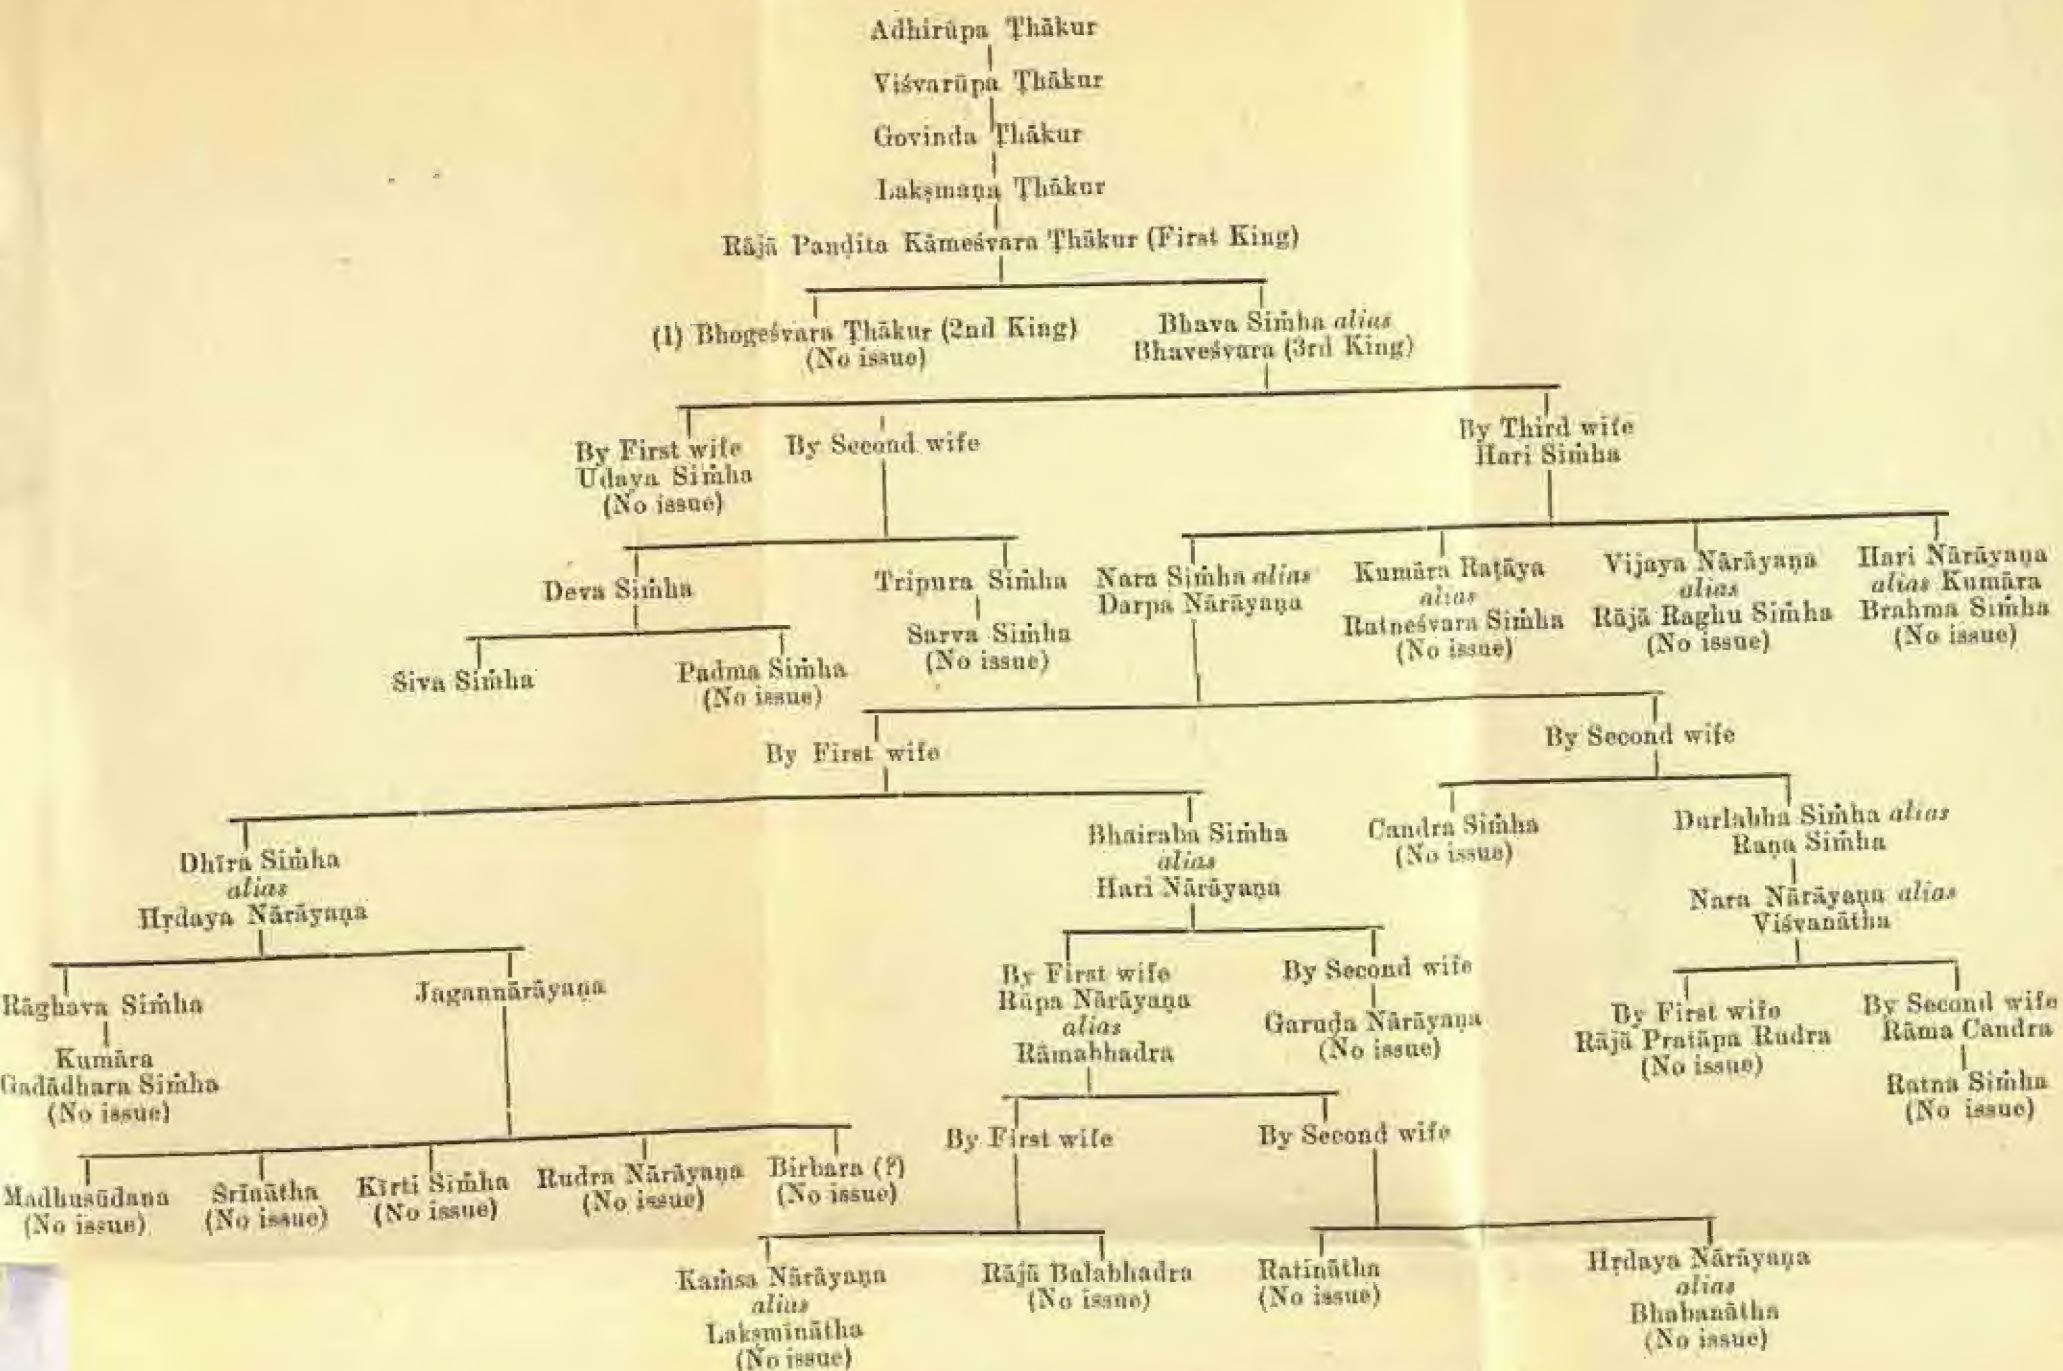 Adhirūpa Ṭhākur
Viśvarūpa Ṭhākur
Govinda Ṭhākur
Lakṣmaṇa Ṭhākur
Rājā Paṇḍita Kāmeśvara Ṭhākur (First King)
(1) Bhogeśvara Ṭhākur (2nd King)
(No issue)
Bhava Siṁha alias
Bhaveśvara (3rd King)
By First wife
Udaya Siṁha
(No issue)
By Second wife
By Third wife
Hari Siṁha
Deva Siṁha
Tripura Siṁha
Sarva Siṁha
(No issue)
Nara Siṁha alias
Darpa Nārāyaṇa
Kumāra Raṭāya
alias
Ratneśvara Siṁha
(No issue)
Vijaya Nārāyaṇa
alias
Rājā Raghu Siṁha
(No issue)
Hari Nārāyaṇa
alias Kumāra
Brahma Siṁha
(No issue)
Siva Siṁha
Padma Siṁha
(No issue)
By First wife
By Second wife
Dhīra Siṁha
alias
Hṛdaya Nārāyaṇa
Bhairaba Siṁha
alias
Hari Nārāyaṇa
Candra Siṁha
(No issue)
Durlabha Siṁha alias
Raṇa Siṁha
Nara Nārāyaṇa alias
Viśvanātha
Rāghava Siṁha
Kumāra
Gadādhara Siṁha
(No issue)
Jagannārāyaṇa
By First wife
Rūpa Nārāyaṇa
alias
Rāmabhadra
By Second wife
Garuḍa Nārāyaṇa
(No issue)
By First wife
Rājā Pratāpa Rudra
(No issue)
By Second wife
Rāma Candra
Ratna Siṁha
(No issue)
By First wife
By Second wife
Madhusūdana
(No issue)
Srīnātha
(No issue)
Kīrti Siṁha
(No issue)
Rudra Nārāyaṇa
(No issue)
Birbara (?)
(No issue)
Kaṁsa Nārāyaṇa
alias
Lakṣmīnātha
(No issue)
Rājā Balabhadra
(No issue)
Ratinātha
(No issue)
Hṛdaya Nārāyaṇa
alias
Bhabanātha
(No issue)